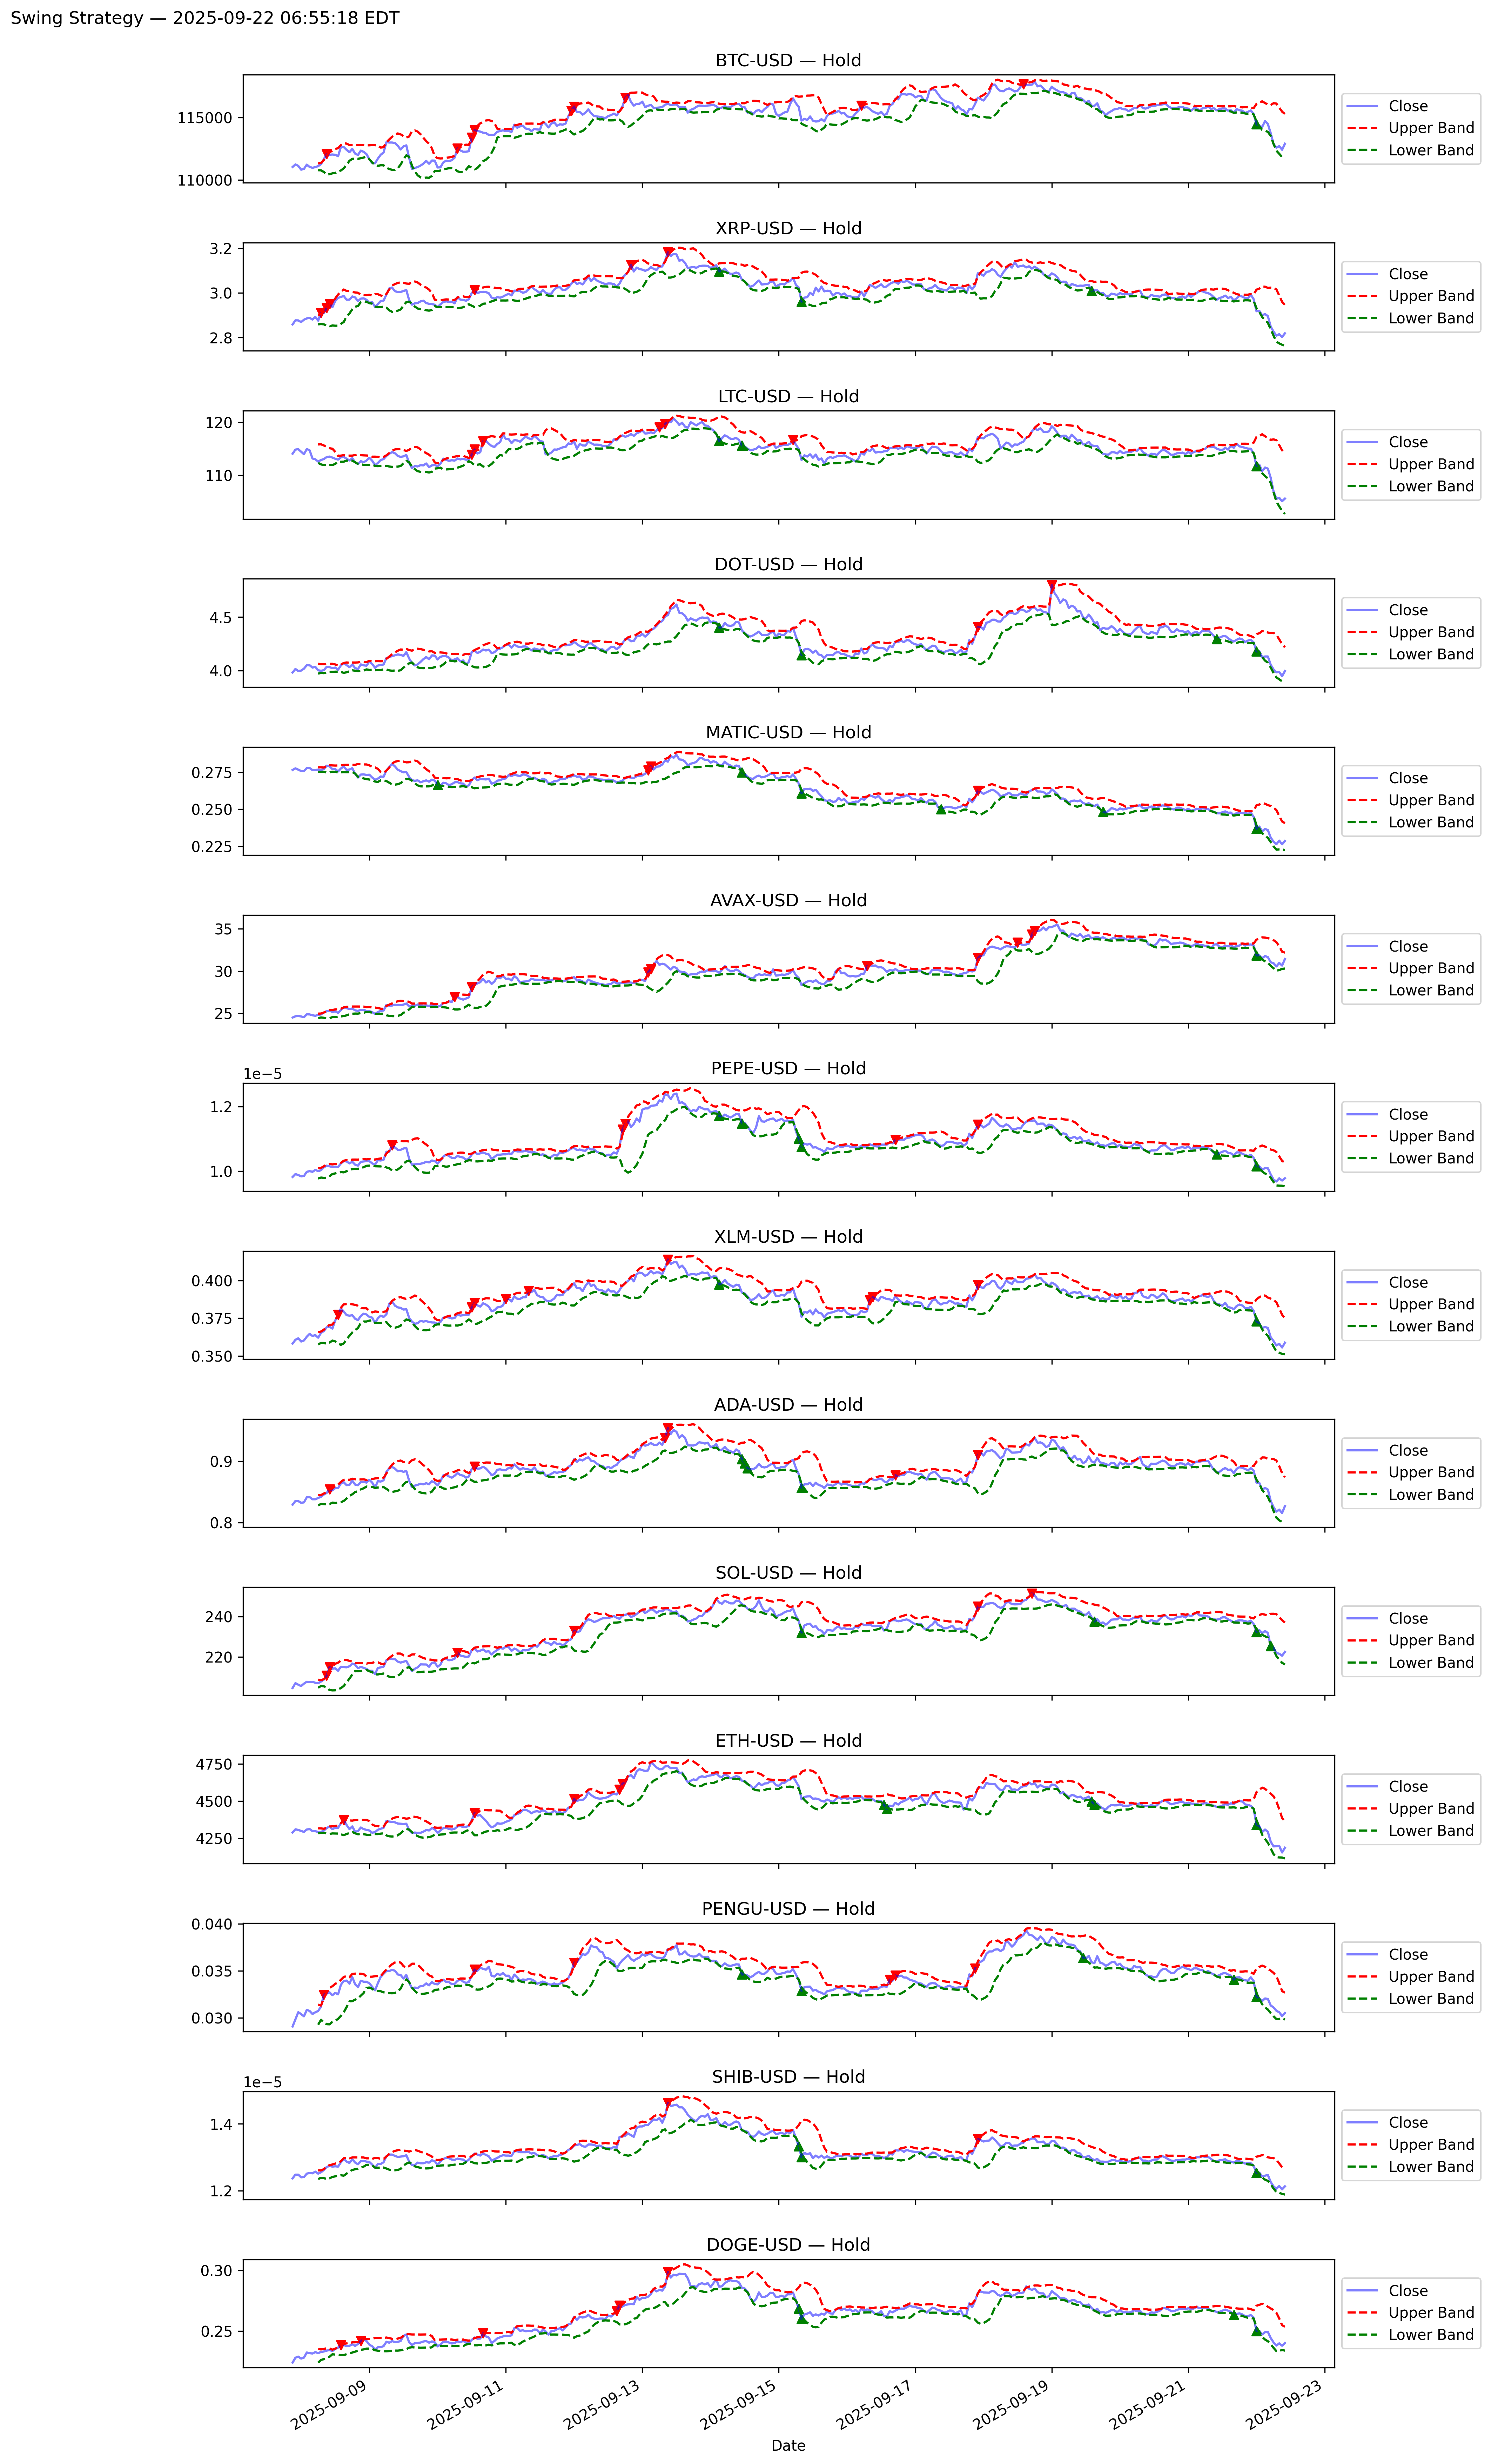 Swing Strategy — 2025-09-22 06:55:18 EDT
BTC-USD — Hold
115000
110000
Close
Upper Band
Lower Band
XRP-USD — Hold
3.2
3.0
2.8
Close
Upper Band
Lower Band
LTC-USD — Hold
120
110
Close
Upper Band
Lower Band
DOT-USD — Hold
4.5
4.0
Close
Upper Band
Lower Band
MATIC-USD — Hold
0.275
0.250
0.225
Close
Upper Band
Lower Band
AVAX-USD — Hold
35
30
25
Close
Upper Band
Lower Band
PEPE-USD — Hold
1e−5
1.2
1.0
Close
Upper Band
Lower Band
XLM-USD — Hold
0.400
0.375
0.350
Close
Upper Band
Lower Band
ADA-USD — Hold
0.9
0.8
Close
Upper Band
Lower Band
SOL-USD — Hold
240
220
Close
Upper Band
Lower Band
ETH-USD — Hold
4750
4500
4250
Close
Upper Band
Lower Band
PENGU-USD — Hold
0.040
0.035
0.030
Close
Upper Band
Lower Band
SHIB-USD — Hold
1e−5
1.4
1.2
Close
Upper Band
Lower Band
DOGE-USD — Hold
0.30
0.25
Close
Upper Band
Lower Band
2025-09-09
2025-09-11
2025-09-13
2025-09-15
2025-09-17
2025-09-19
2025-09-21
2025-09-23
Date